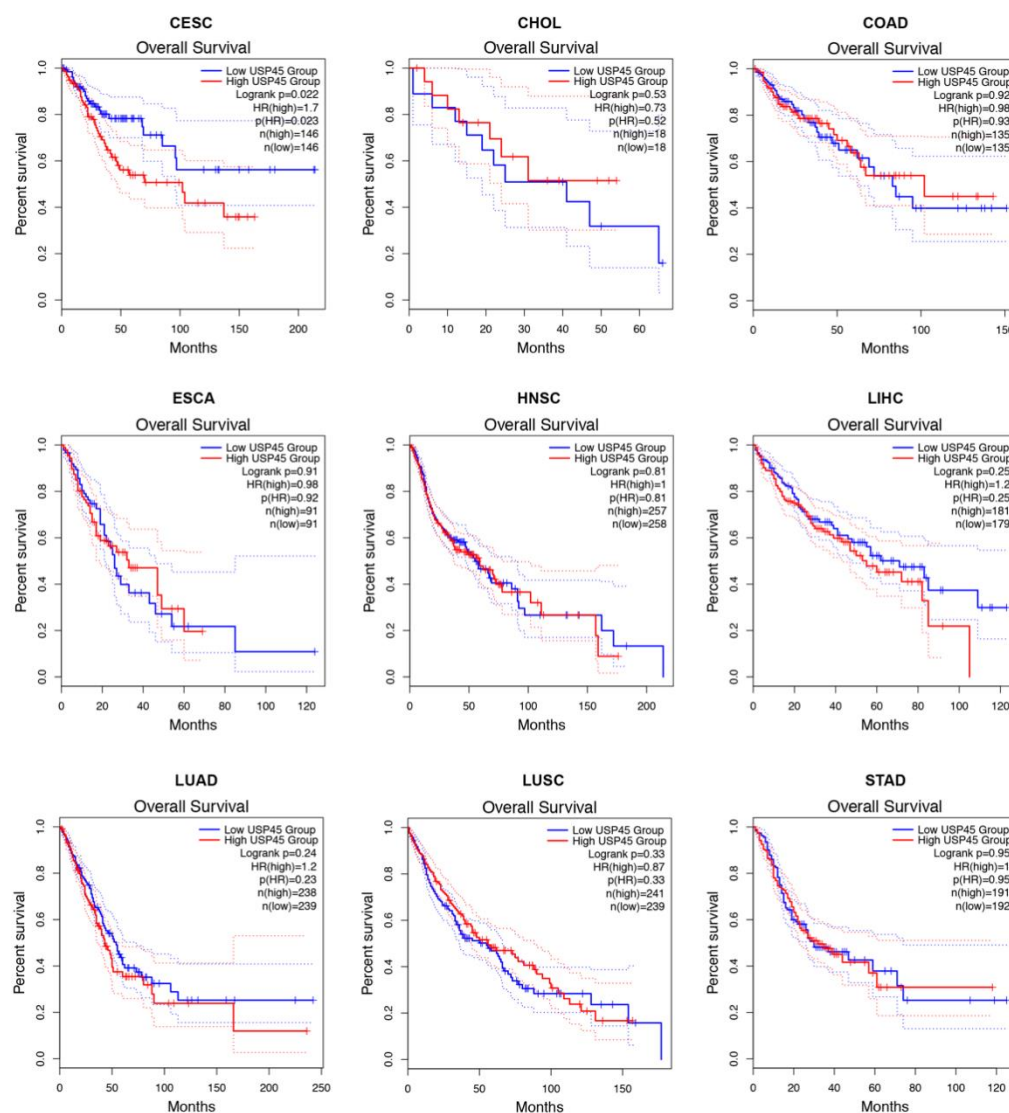 CESC
Overall Survival
Low USP45 Group
High USP45 Group
Logrank p=0.022
HR(high)=1.7
p(HR)=0.023
n(high)=146
n(low)=146
Percent survival
0.0 0.2 0.4 0.6 0.8 1.0
0 50 100 150 200
Months
CHOL
Overall Survival
Low USP45 Group
High USP45 Group
Logrank p=0.53
HR(high)=0.73
p(HR)=0.52
n(high)=18
n(low)=18
Percent survival
0.0 0.2 0.4 0.6 0.8 1.0
0 10 20 30 40 50 60
Months
COAD
Overall Survival
Low USP45 Group
High USP45 Group
Logrank p=0.92
HR(high)=0.98
p(HR)=0.93
n(high)=135
n(low)=135
Percent survival
0.0 0.2 0.4 0.6 0.8 1.0
0 50 100 150
Months
ESCA
Overall Survival
Low USP45 Group
High USP45 Group
Logrank p=0.91
HR(high)=0.98
p(HR)=0.92
n(high)=91
n(low)=91
Percent survival
0.0 0.2 0.4 0.6 0.8 1.0
0 20 40 60 80 100 120
Months
HNSC
Overall Survival
Low USP45 Group
High USP45 Group
Logrank p=0.81
HR(high)=1
p(HR)=0.81
n(high)=257
n(low)=258
Percent survival
0.0 0.2 0.4 0.6 0.8 1.0
0 50 100 150 200
Months
LIHC
Overall Survival
Low USP45 Group
High USP45 Group
Logrank p=0.25
HR(high)=1.2
p(HR)=0.25
n(high)=181
n(low)=179
Percent survival
0.0 0.2 0.4 0.6 0.8 1.0
0 20 40 60 80 100 120
Months
LUAD
Overall Survival
Low USP45 Group
High USP45 Group
Logrank p=0.24
HR(high)=1.2
p(HR)=0.23
n(high)=238
n(low)=239
Percent survival
0.0 0.2 0.4 0.6 0.8 1.0
0 50 100 150 200 250
Months
LUSC
Overall Survival
Low USP45 Group
High USP45 Group
Logrank p=0.33
HR(high)=0.87
p(HR)=0.33
n(high)=241
n(low)=239
Percent survival
0.0 0.2 0.4 0.6 0.8 1.0
0 50 100 150
Months
STAD
Overall Survival
Low USP45 Group
High USP45 Group
Logrank p=0.95
HR(high)=1
p(HR)=0.95
n(high)=191
n(low)=192
Percent survival
0.0 0.2 0.4 0.6 0.8 1.0
0 20 40 60 80 100 120
Months